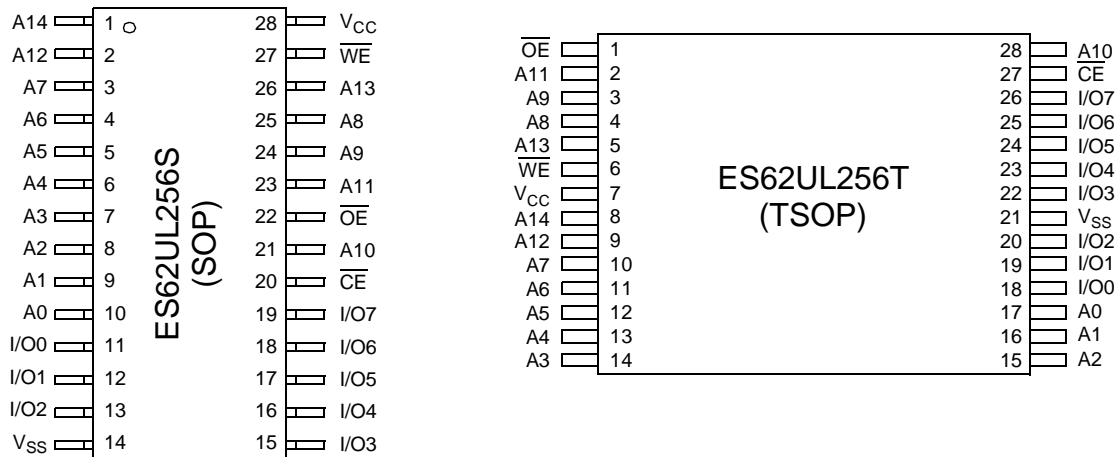 A14 1 28 VCC
A12 2 27 WE
A7 3 26 A13
A6 4 25 A8
A5 5 24 A9
A4 6 23 A11
A3 7 22 OE
A2 8 21 A10
A1 9 20 CE
A0 10 19 I/O7
I/O0 11 18 I/O6
I/O1 12 17 I/O5
I/O2 13 16 I/O4
VSS 14 15 I/O3
ES62UL256S
(SOP)
OE 1 28 A10
A11 2 27 CE
A9 3 26 I/O7
A8 4 25 I/O6
A13 5 24 I/O5
WE 6 23 I/O4
VCC 7 22 I/O3
A14 8 21 VSS
A12 9 20 I/O2
A7 10 19 I/O1
A6 11 18 I/O0
A5 12 17 A0
A4 13 16 A1
A3 14 15 A2
ES62UL256T
(TSOP)